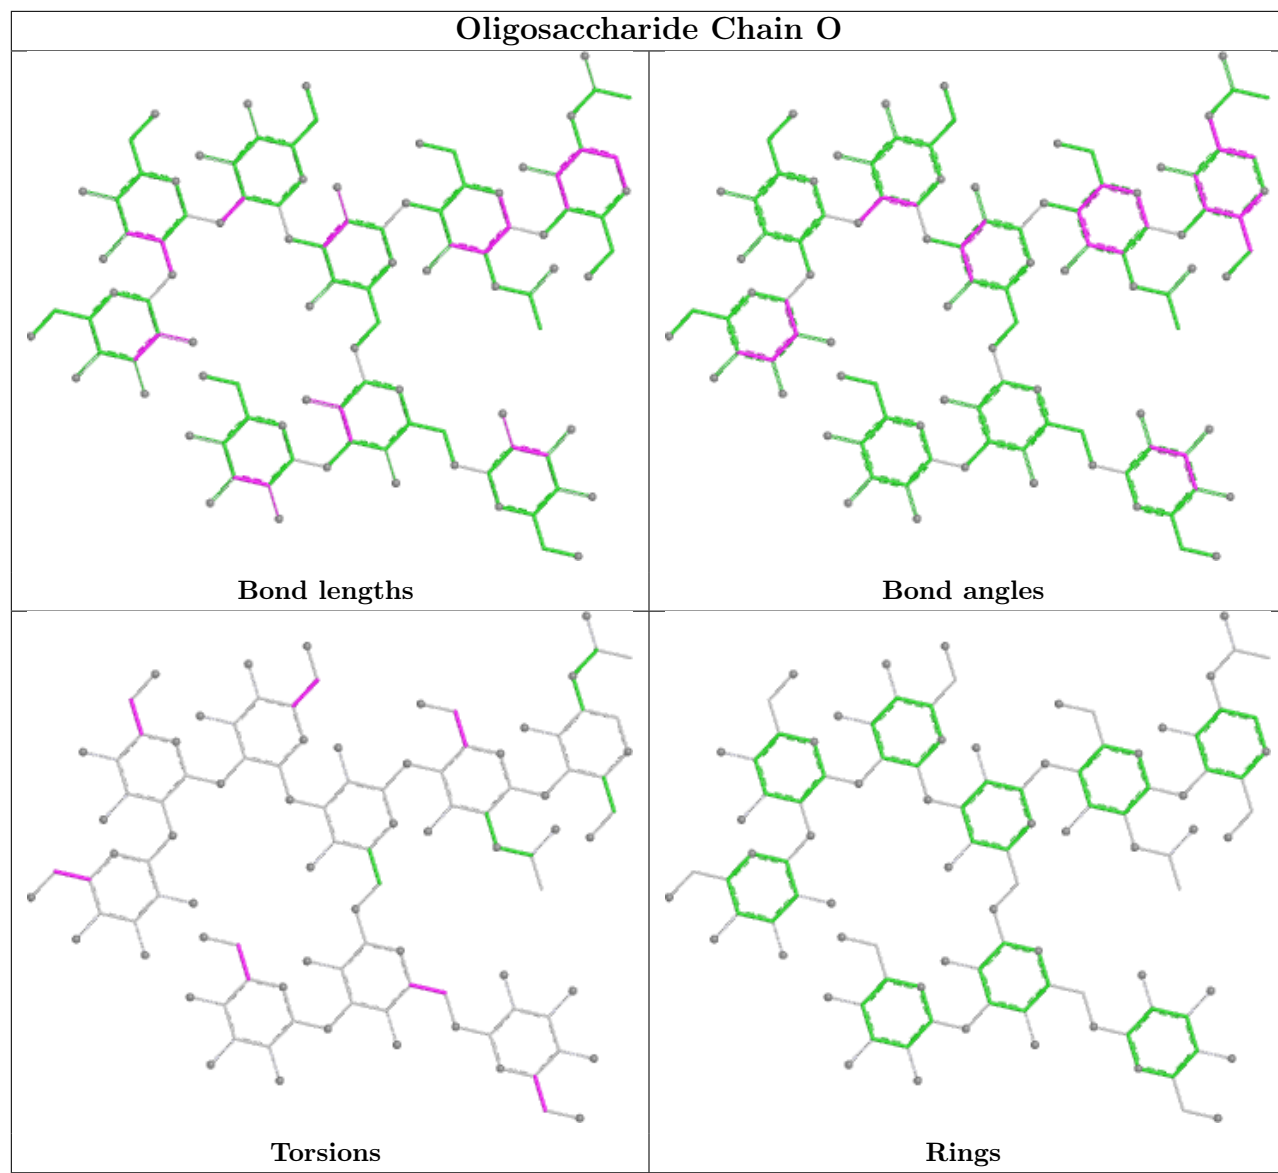 Oligosaccharide Chain O
Bond lengths
Bond angles
Torsions
Rings